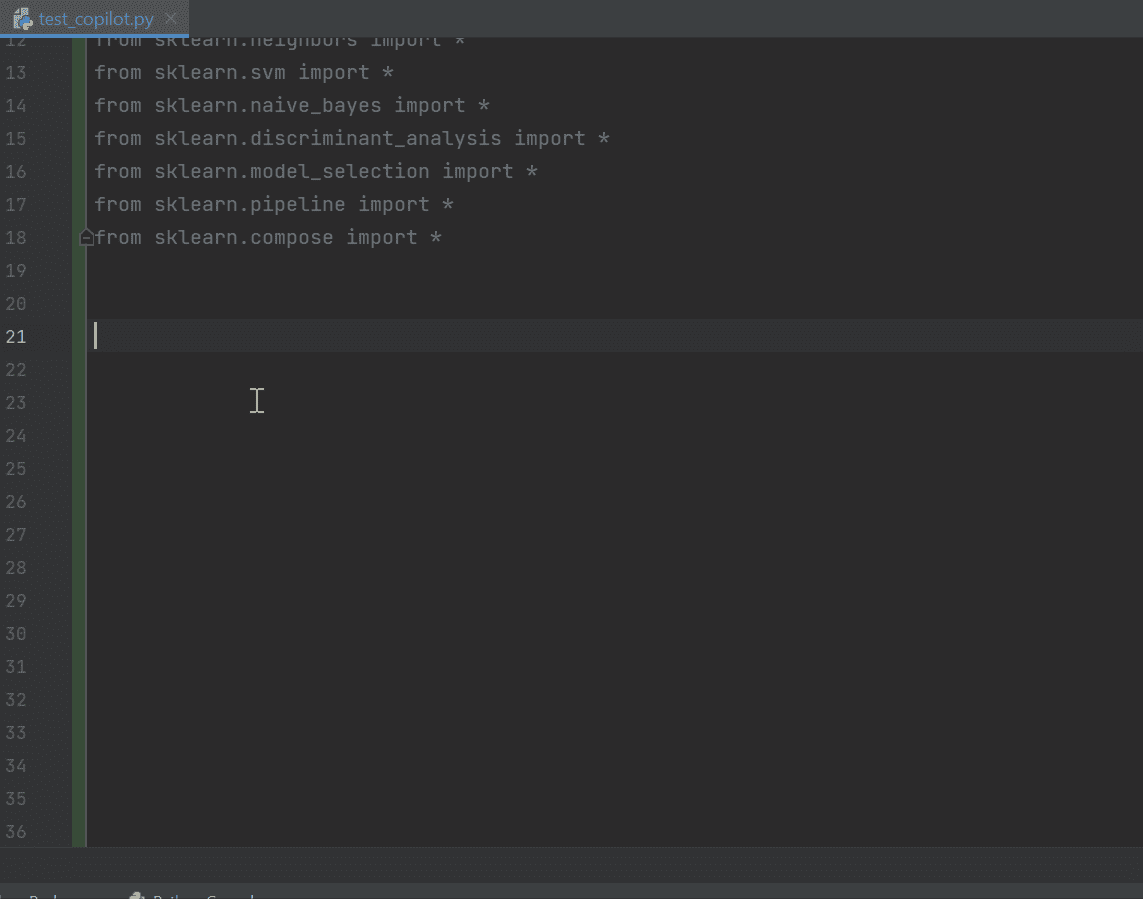 test_copilot.py
12 from sklearn.neighbors import *
13 from sklearn.svm import *
14 from sklearn.naive_bayes import *
15 from sklearn.discriminant_analysis import *
16 from sklearn.model_selection import *
17 from sklearn.pipeline import *
18 from sklearn.compose import *
19
20
21
22
23
24
25
26
27
28
29
30
31
32
33
34
35
36